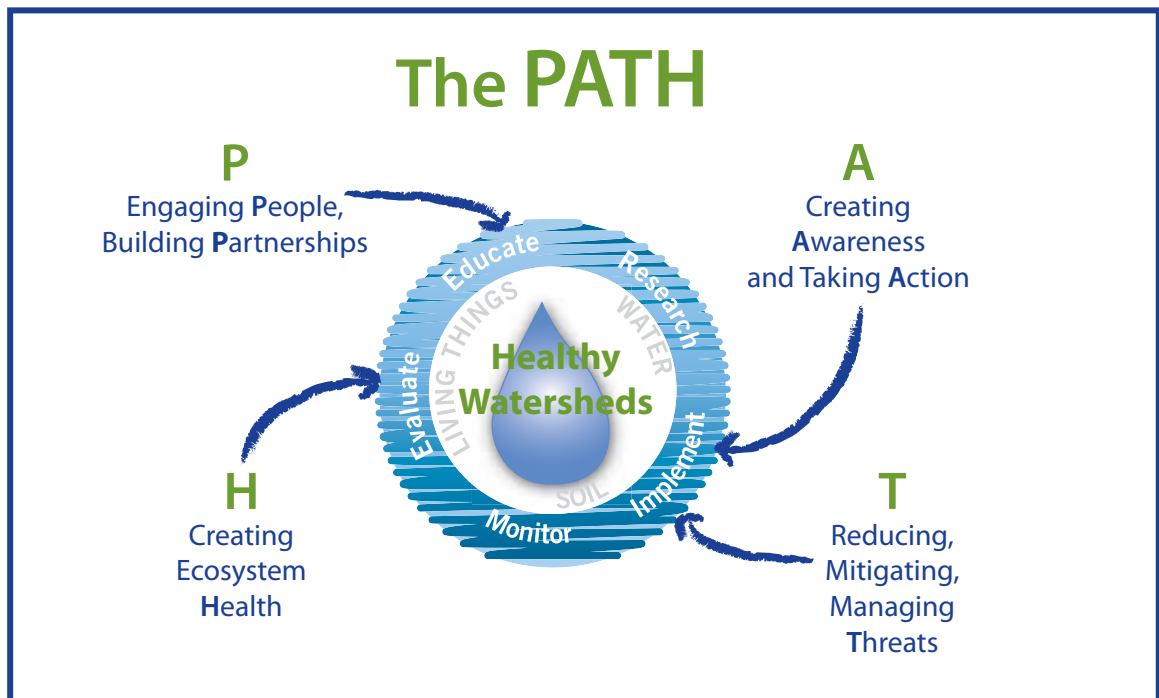 The PATH
P
Engaging People,
Building Partnerships
A
Creating
Awareness
and Taking Action
Educate
Research
Implement
Monitor
Evaluate
LIVING THINGS
WATER
SOIL
Healthy
Watersheds
H
Creating
Ecosystem
Health
T
Reducing,
Mitigating,
Managing
Threats